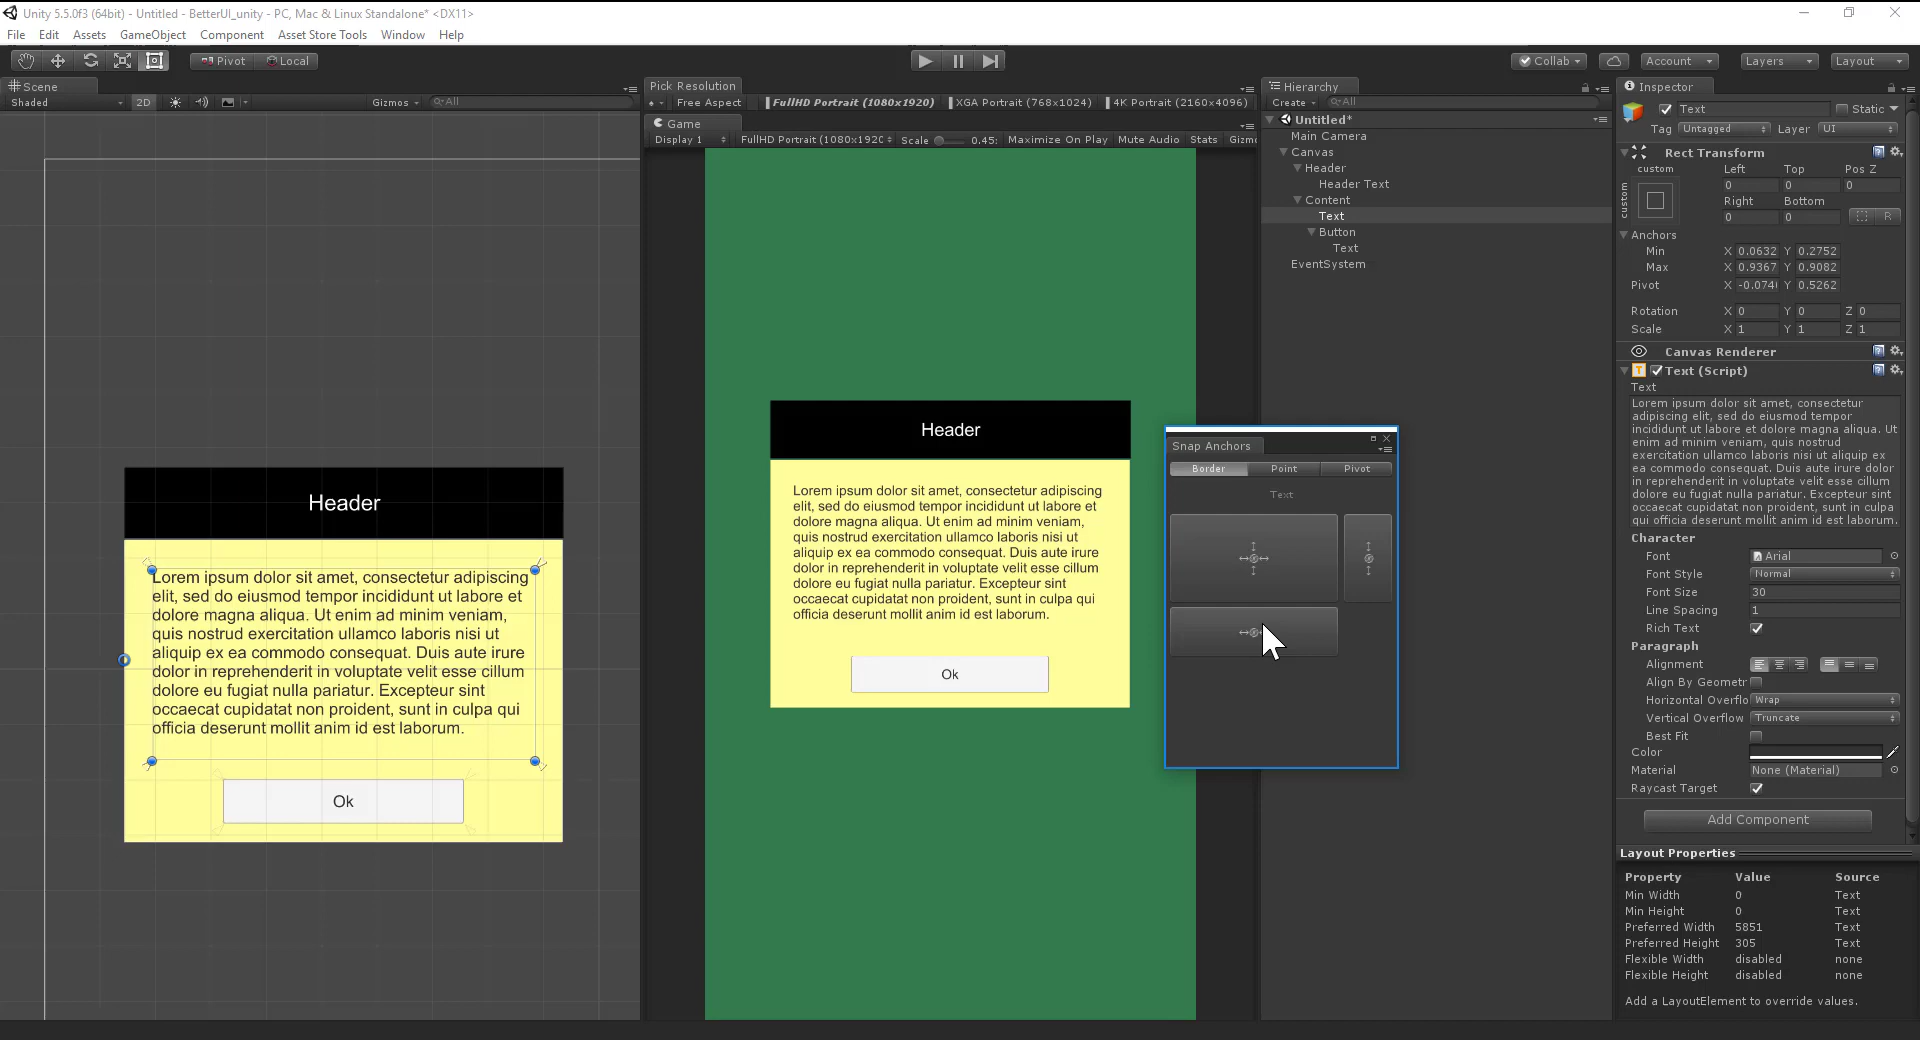 Unity 5.5.0f3 (64bit) - Untitled - BetterUI_unity - PC, Mac & Linux Standalone* <DX11>
File Edit Assets GameObject Component Asset Store Tools Window Help
Pivot Local
Collab Account Layers Layout
Scene
Shaded 2D Gizmos All
Pick Resolution
Free Aspect FullHD Portrait (1080x1920) XGA Portrait (768x1024) 4K Portrait (2160x4096)
Game
Display 1 FullHD Portrait (1080x192 Scale 0.45: Maximize On Play Mute Audio Stats Gizmo
Header
Lorem ipsum dolor sit amet, consectetur adipiscing
elit, sed do eiusmod tempor incididunt ut labore et
dolore magna aliqua. Ut enim ad minim veniam,
quis nostrud exercitation ullamco laboris nisi ut
aliquip ex ea commodo consequat. Duis aute irure
dolor in reprehenderit in voluptate velit esse cillum
dolore eu fugiat nulla pariatur. Excepteur sint
occaecat cupidatat non proident, sunt in culpa qui
officia deserunt mollit anim id est laborum.
Ok
Header
Lorem ipsum dolor sit amet, consectetur adipiscing
elit, sed do eiusmod tempor incididunt ut labore et
dolore magna aliqua. Ut enim ad minim veniam,
quis nostrud exercitation ullamco laboris nisi ut
aliquip ex ea commodo consequat. Duis aute irure
dolor in reprehenderit in voluptate velit esse cillum
dolore eu fugiat nulla pariatur. Excepteur sint
occaecat cupidatat non proident, sunt in culpa qui
officia deserunt mollit anim id est laborum.
Ok
Snap Anchors
Border Point Pivot
Text
Hierarchy
Create All
Untitled*
Main Camera
Canvas
Header
Header Text
Content
Text
Button
Text
EventSystem
Inspector
Text Static
Tag Untagged Layer UI
Rect Transform
custom Left Top Pos Z
custom
0 0 0
Right Bottom
0 0 R
Anchors
Min X 0.0632 Y 0.2752
Max X 0.9367 Y 0.9082
Pivot X -0.074 Y 0.5262
Rotation X 0 Y 0 Z 0
Scale X 1 Y 1 Z 1
Canvas Renderer
Text (Script)
Text
Lorem ipsum dolor sit amet, consectetur
adipiscing elit, sed do eiusmod tempor
incididunt ut labore et dolore magna aliqua. Ut
enim ad minim veniam, quis nostrud
exercitation ullamco laboris nisi ut aliquip ex
ea commodo consequat. Duis aute irure dolor
in reprehenderit in voluptate velit esse cillum
dolore eu fugiat nulla pariatur. Excepteur sint
occaecat cupidatat non proident, sunt in culpa
qui officia deserunt mollit anim id est laborum.
Character
Font Arial
Font Style Normal
Font Size 30
Line Spacing 1
Rich Text
Paragraph
Alignment
Align By Geometr
Horizontal Overflo Wrap
Vertical Overflow Truncate
Best Fit
Color
Material None (Material)
Raycast Target
Add Component
Layout Properties
Property Value Source
Min Width 0 Text
Min Height 0 Text
Preferred Width 5851 Text
Preferred Height 305 Text
Flexible Width disabled none
Flexible Height disabled none
Add a LayoutElement to override values.